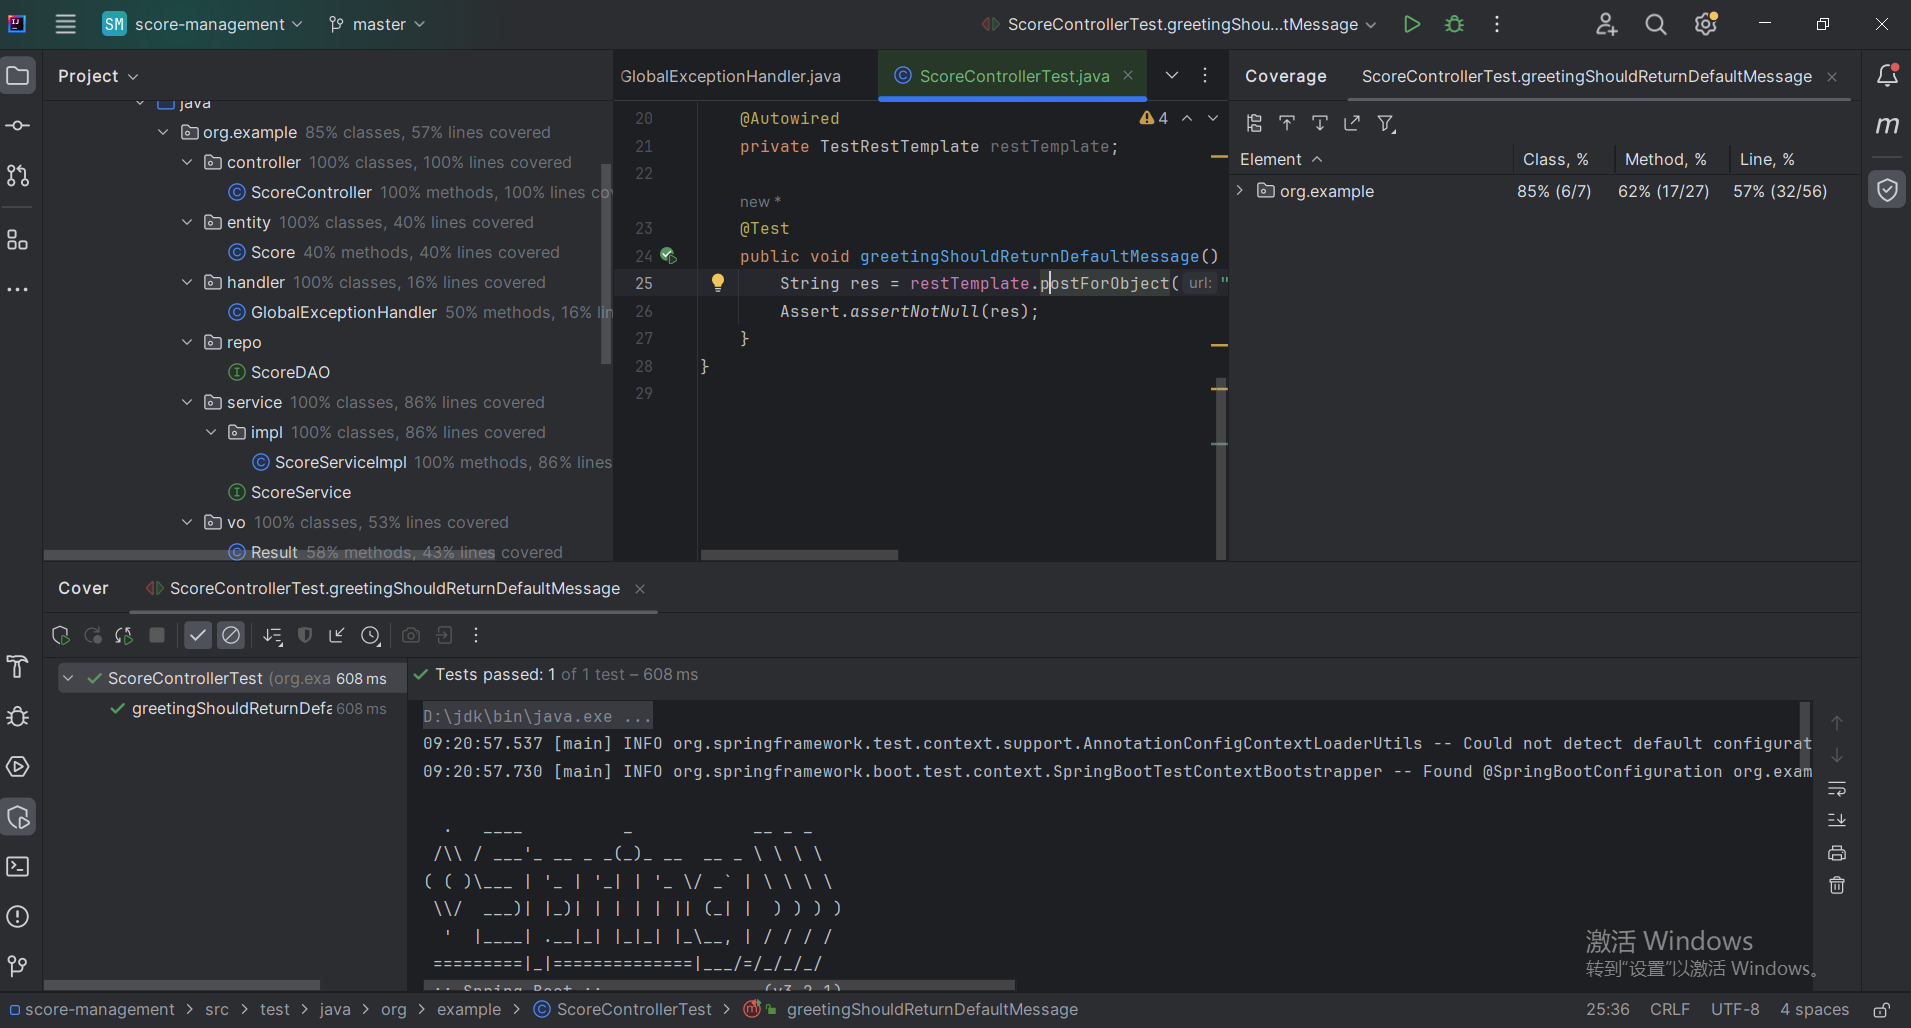 SM score-management
master
ScoreControllerTest.greetingShou...tMessage
Project
java
org.example 85% classes, 57% lines covered
controller 100% classes, 100% lines covered
ScoreController 100% methods, 100% lines co
entity 100% classes, 40% lines covered
Score 40% methods, 40% lines covered
handler 100% classes, 16% lines covered
GlobalExceptionHandler 50% methods, 16% lin
repo
ScoreDAO
service 100% classes, 86% lines covered
impl 100% classes, 86% lines covered
ScoreServiceImpl 100% methods, 86% lines
ScoreService
vo 100% classes, 53% lines covered
Result 58% methods, 43% lines covered
GlobalExceptionHandler.java
ScoreControllerTest.java
4
20 @Autowired
21 private TestRestTemplate restTemplate;
22
new *
23 @Test
24 public void greetingShouldReturnDefaultMessage()
25 String res = restTemplate.postForObject( url: "
26 Assert.assertNotNull(res);
27 }
28 }
29
Coverage ScoreControllerTest.greetingShouldReturnDefaultMessage
Element Class, % Method, % Line, %
org.example 85% (6/7) 62% (17/27) 57% (32/56)
m
Cover ScoreControllerTest.greetingShouldReturnDefaultMessage
ScoreControllerTest (org.exa 608 ms
greetingShouldReturnDefa 608 ms
Tests passed: 1 of 1 test – 608 ms
D:\jdk\bin\java.exe ...
09:20:57.537 [main] INFO org.springframework.test.context.support.AnnotationConfigContextLoaderUtils -- Could not detect default configurat
09:20:57.730 [main] INFO org.springframework.boot.test.context.SpringBootTestContextBootstrapper -- Found @SpringBootConfiguration org.exam
  .   ____          _            __ _ _
 /\\ / ___'_ __ _ _(_)_ __  __ _ \ \ \ \
( ( )\___ | '_ | '_| | '_ \/ _` | \ \ \ \
 \\/  ___)| |_)| | | | | || (_| |  ) ) ) )
  '  |____| .__|_| |_|_| |_\__, | / / / /
 =========|_|==============|___/=/_/_/_/
 :: Spring Boot ::                (v3.2.1)
激活 Windows
转到"设置"以激活 Windows。
score-management > src > test > java > org > example > ScoreControllerTest > greetingShouldReturnDefaultMessage
25:36 CRLF UTF-8 4 spaces